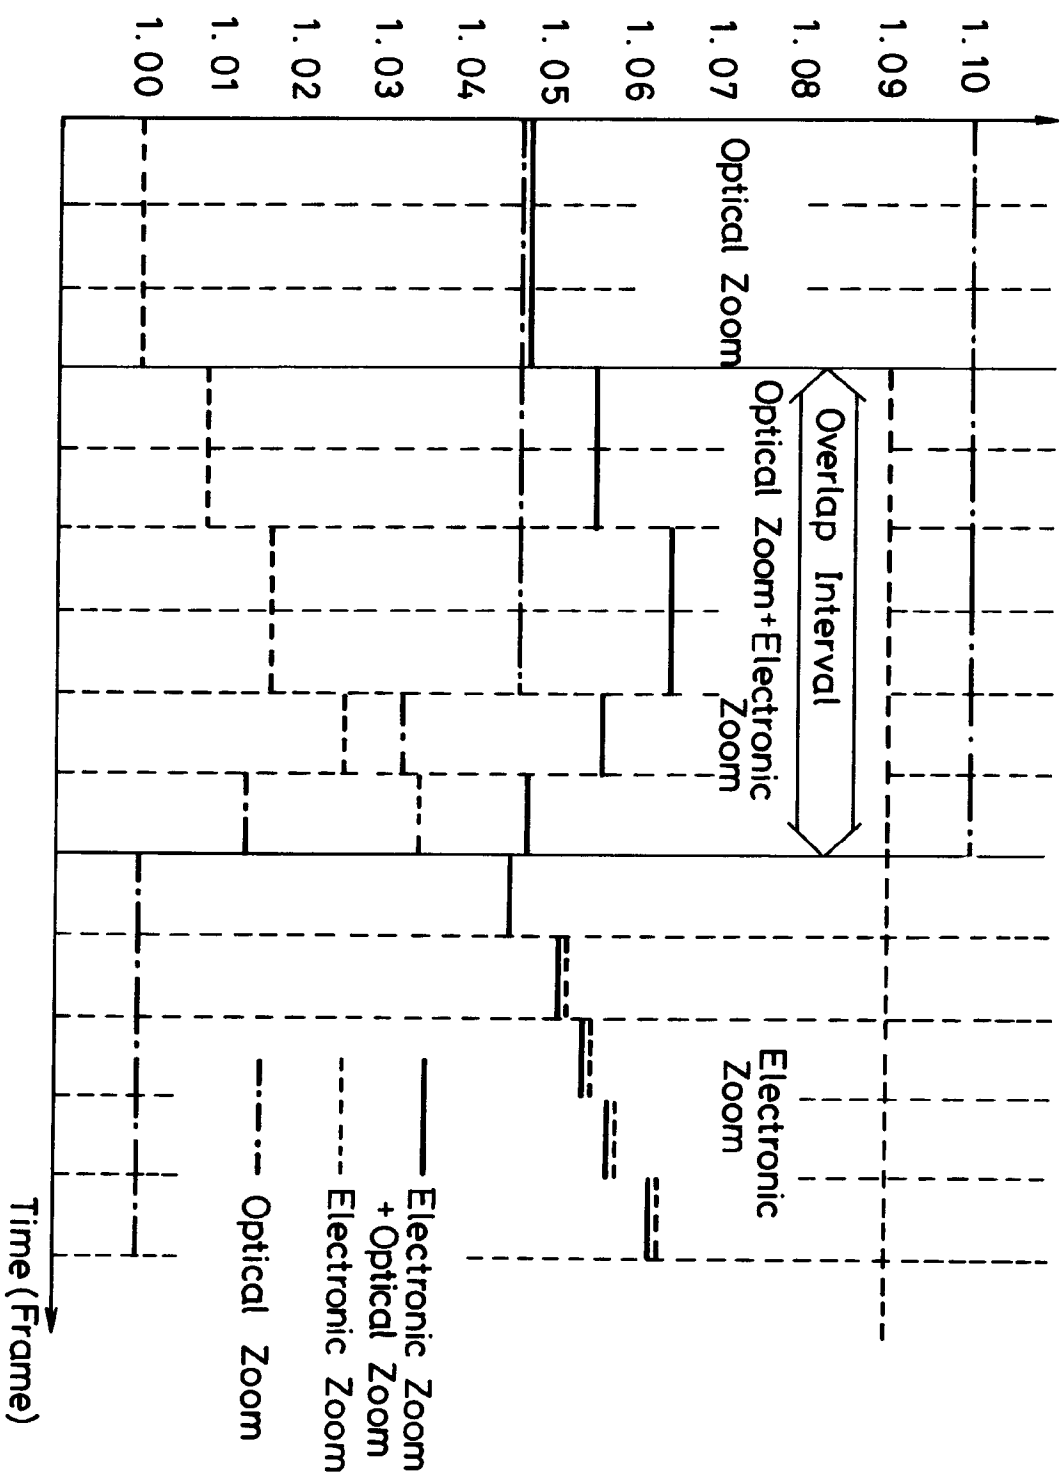 1.10
1.09
1.08
1.07
1.06
1.05
1.04
1.03
1.02
1.01
1.00
Optical Zoom
Overlap Interval
Optical Zoom+Electronic
Zoom
Electronic
Zoom
Electronic Zoom
+Optical Zoom
Electronic Zoom
Optical Zoom
Time (Frame)